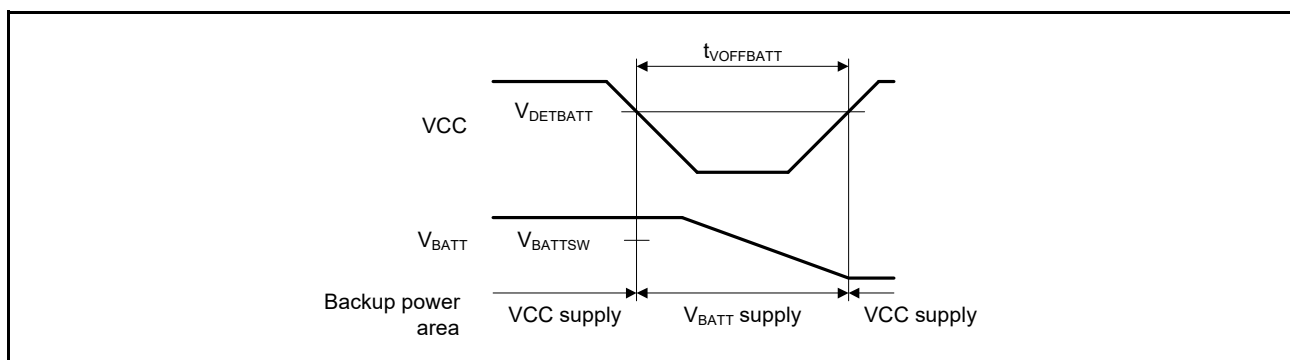 tVOFFBATT
VCC
VDETBATT
VBATT
VBATTSW
Backup power
area
VCC supply
VBATT supply
VCC supply